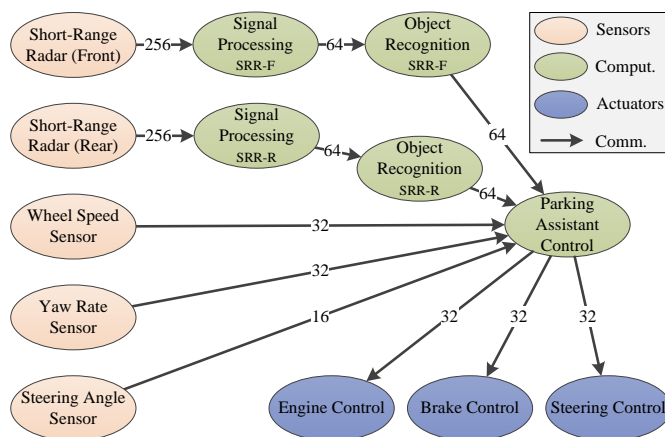 Short-Range
Radar (Front)
256
Signal
Processing
SRR-F
64
Object
Recognition
SRR-F
Sensors
Comput.
Actuators
Comm.
Short-Range
Radar (Rear)
256
Signal
Processing
SRR-R
64
Object
Recognition
SRR-R
64
64
Wheel Speed
Sensor
32
Parking
Assistant
Control
Yaw Rate
Sensor
32
16
32
32
32
Steering Angle
Sensor
Engine Control
Brake Control
Steering Control